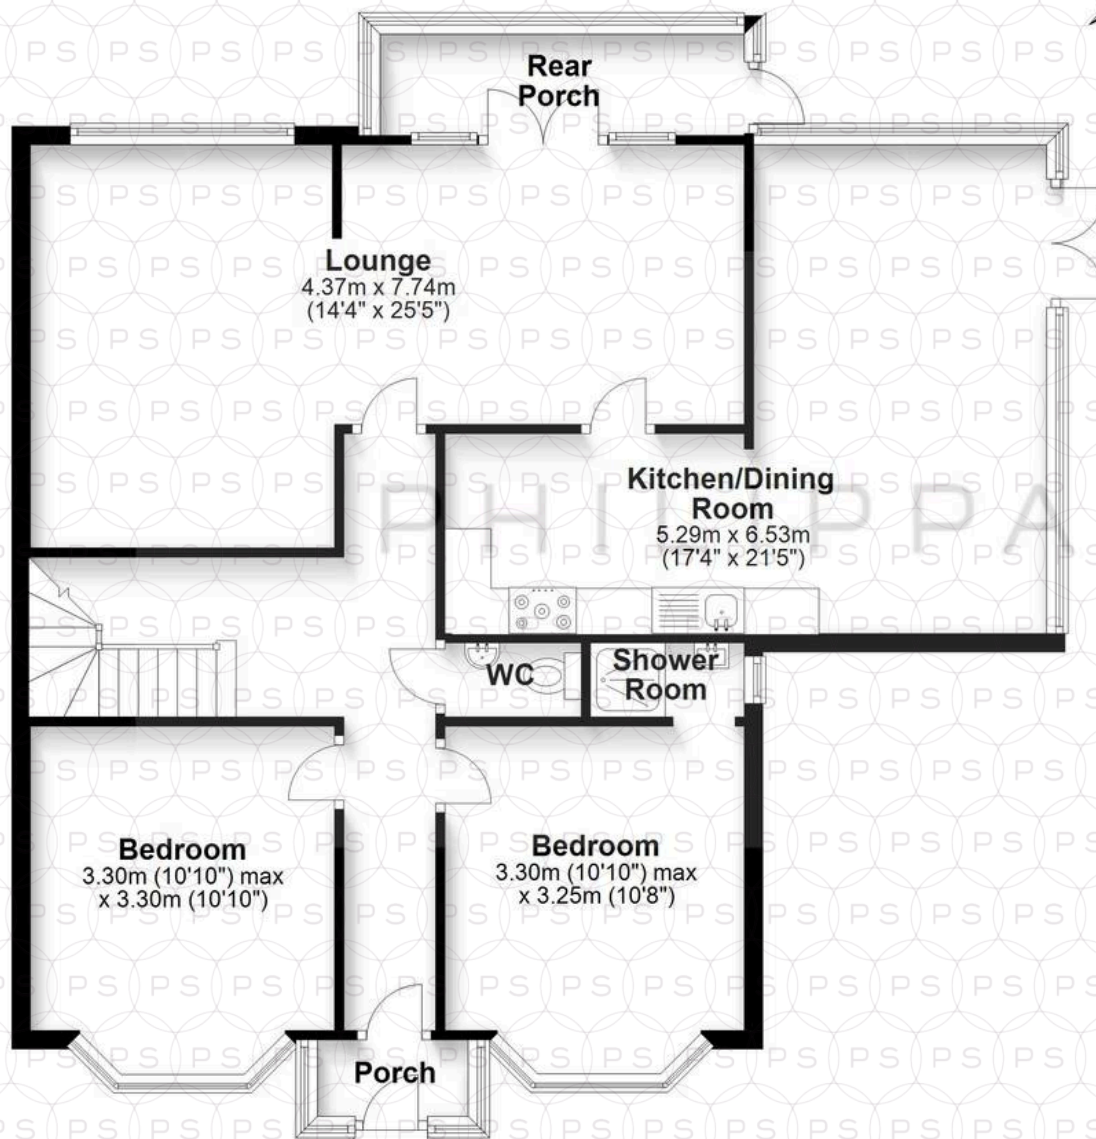 Rear
Porch
Lounge
4.37m x 7.74m
(14'4" x 25'5")
Kitchen/Dining
Room
5.29m x 6.53m
(17'4" x 21'5")
PHILIPPA
WC
Shower
Room
Bedroom
3.30m (10'10") max
x 3.30m (10'10")
Bedroom
3.30m (10'10") max
x 3.25m (10'8")
Porch